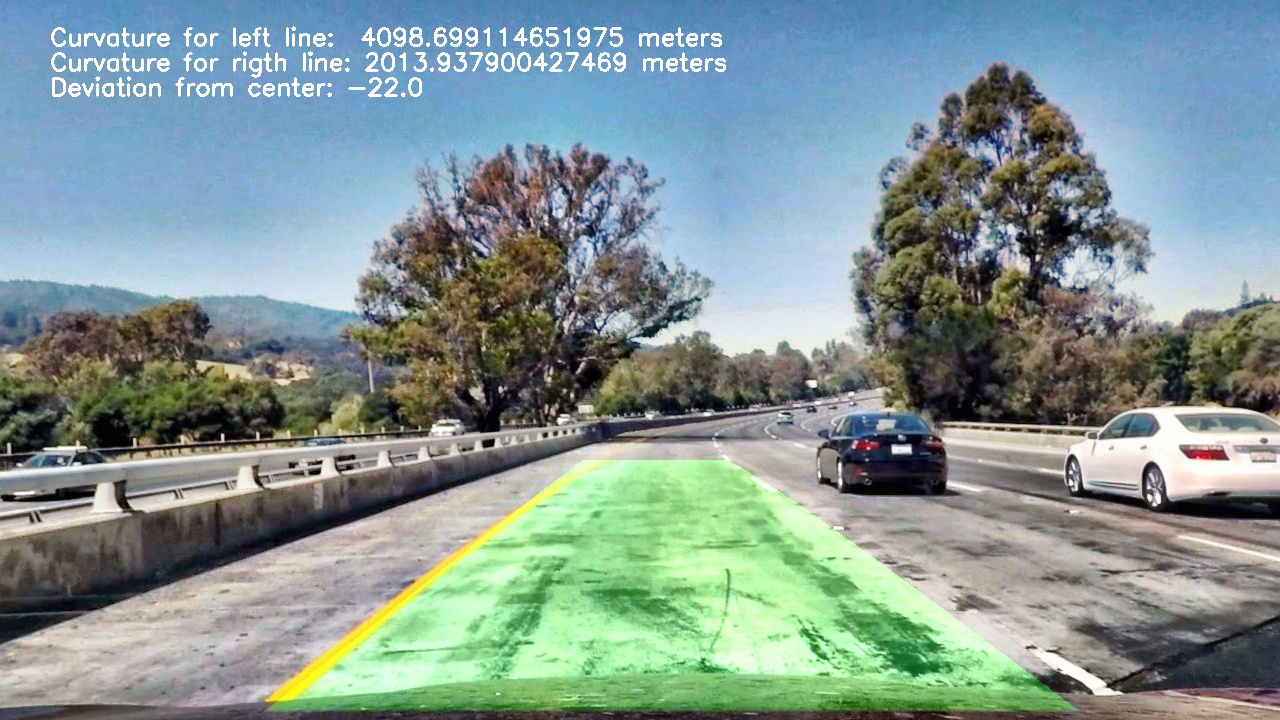 Curvature for left line:  4098.699114651975 meters
Curvature for rigth line: 2013.937900427469 meters
Deviation from center: -22.0